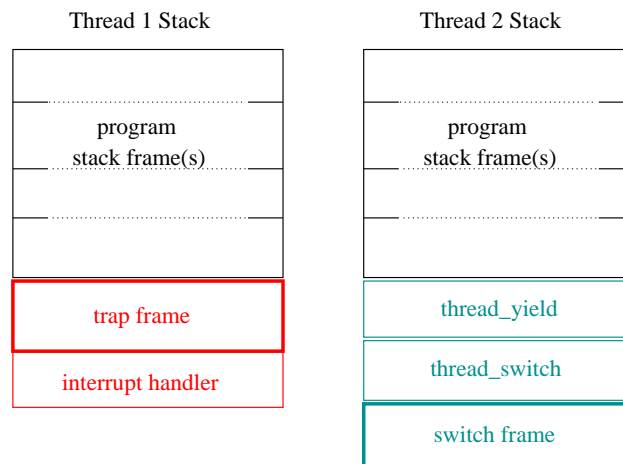 Thread 1 Stack
program
stack frame(s)
trap frame
interrupt handler
Thread 2 Stack
program
stack frame(s)
thread_yield
thread_switch
switch frame